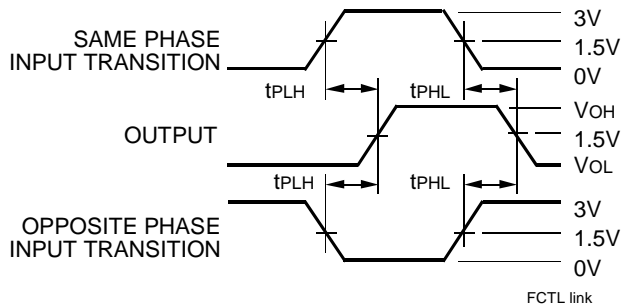 SAME PHASE
INPUT TRANSITION
3V
1.5V
0V
tPLH
tPHL
OUTPUT
VOH
1.5V
VOL
tPLH
tPHL
OPPOSITE PHASE
INPUT TRANSITION
3V
1.5V
0V
FCTL link